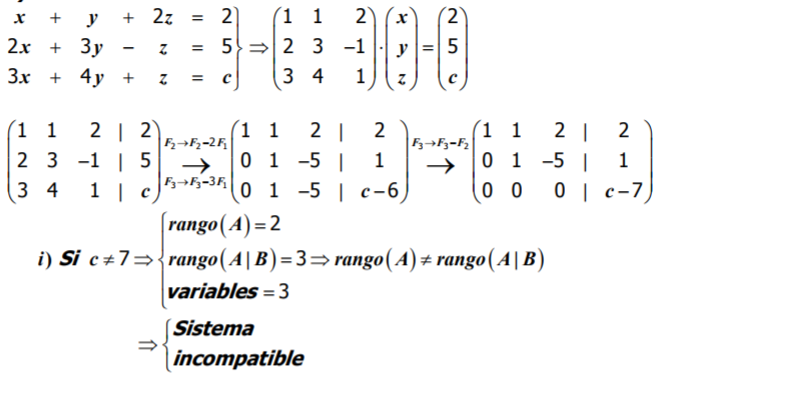 x + y + 2z = 2
2x + 3y − z = 5
3x + 4y + z = c
} ⇒ (1 1 2; 2 3 −1; 3 4 1) · (x; y; z) = (2; 5; c)
(1 1 2 | 2; 2 3 −1 | 5; 3 4 1 | c) F₂→F₂−2F₁ F₃→F₃−3F₁ → (1 1 2 | 2; 0 1 −5 | 1; 0 1 −5 | c−6) F₃→F₃−F₂ → (1 1 2 | 2; 0 1 −5 | 1; 0 0 0 | c−7)
rango(A)=2
i) Si c≠7⇒{ rango(A|B)=3⇒rango(A)≠rango(A|B)
variables =3
⇒{ Sistema
incompatible